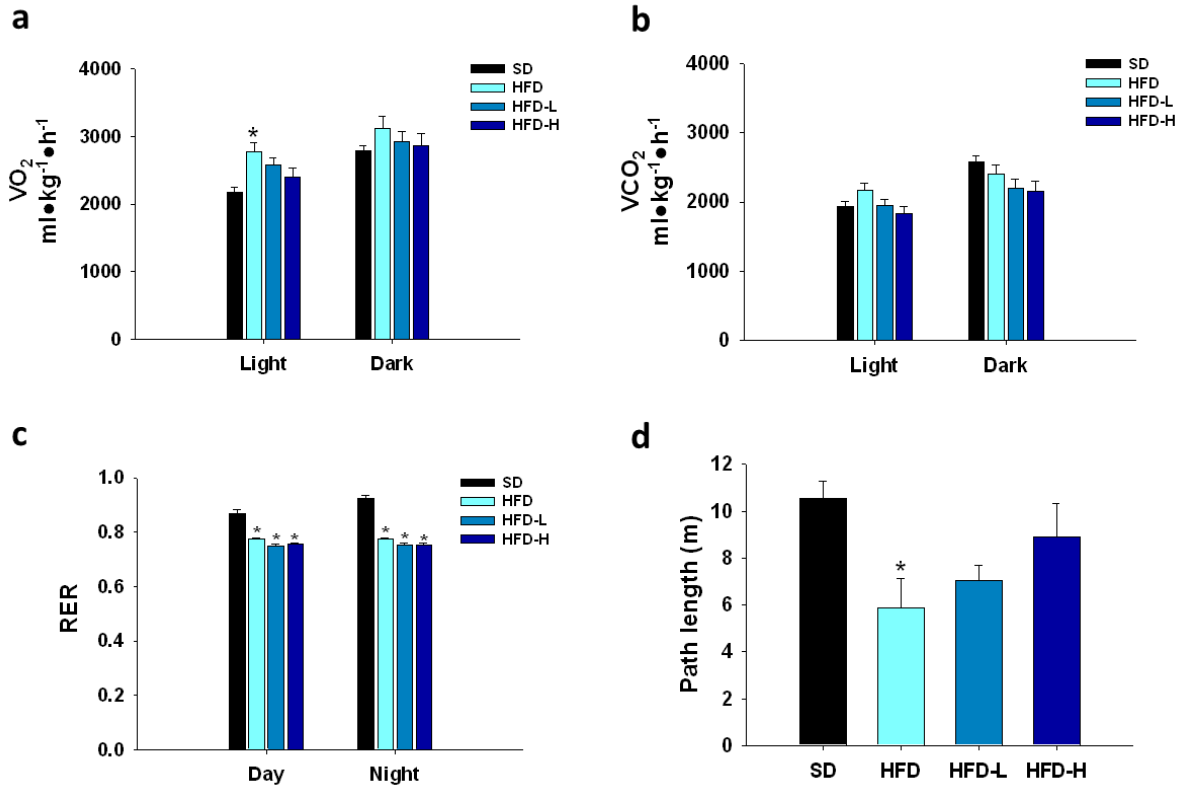 a
4000
3000
2000
1000
0
VO2
ml●kg-1●h-1
*
SD
HFD
HFD-L
HFD-H
Light Dark
b
4000
3000
2000
1000
0
VCO2
ml●kg-1●h-1
SD
HFD
HFD-L
HFD-H
Light Dark
c
1.0
0.8
0.6
0.4
0.2
0.0
RER
* * * * * *
SD
HFD
HFD-L
HFD-H
Day Night
d
12
10
8
6
4
2
0
Path length (m)
*
SD HFD HFD-L HFD-H